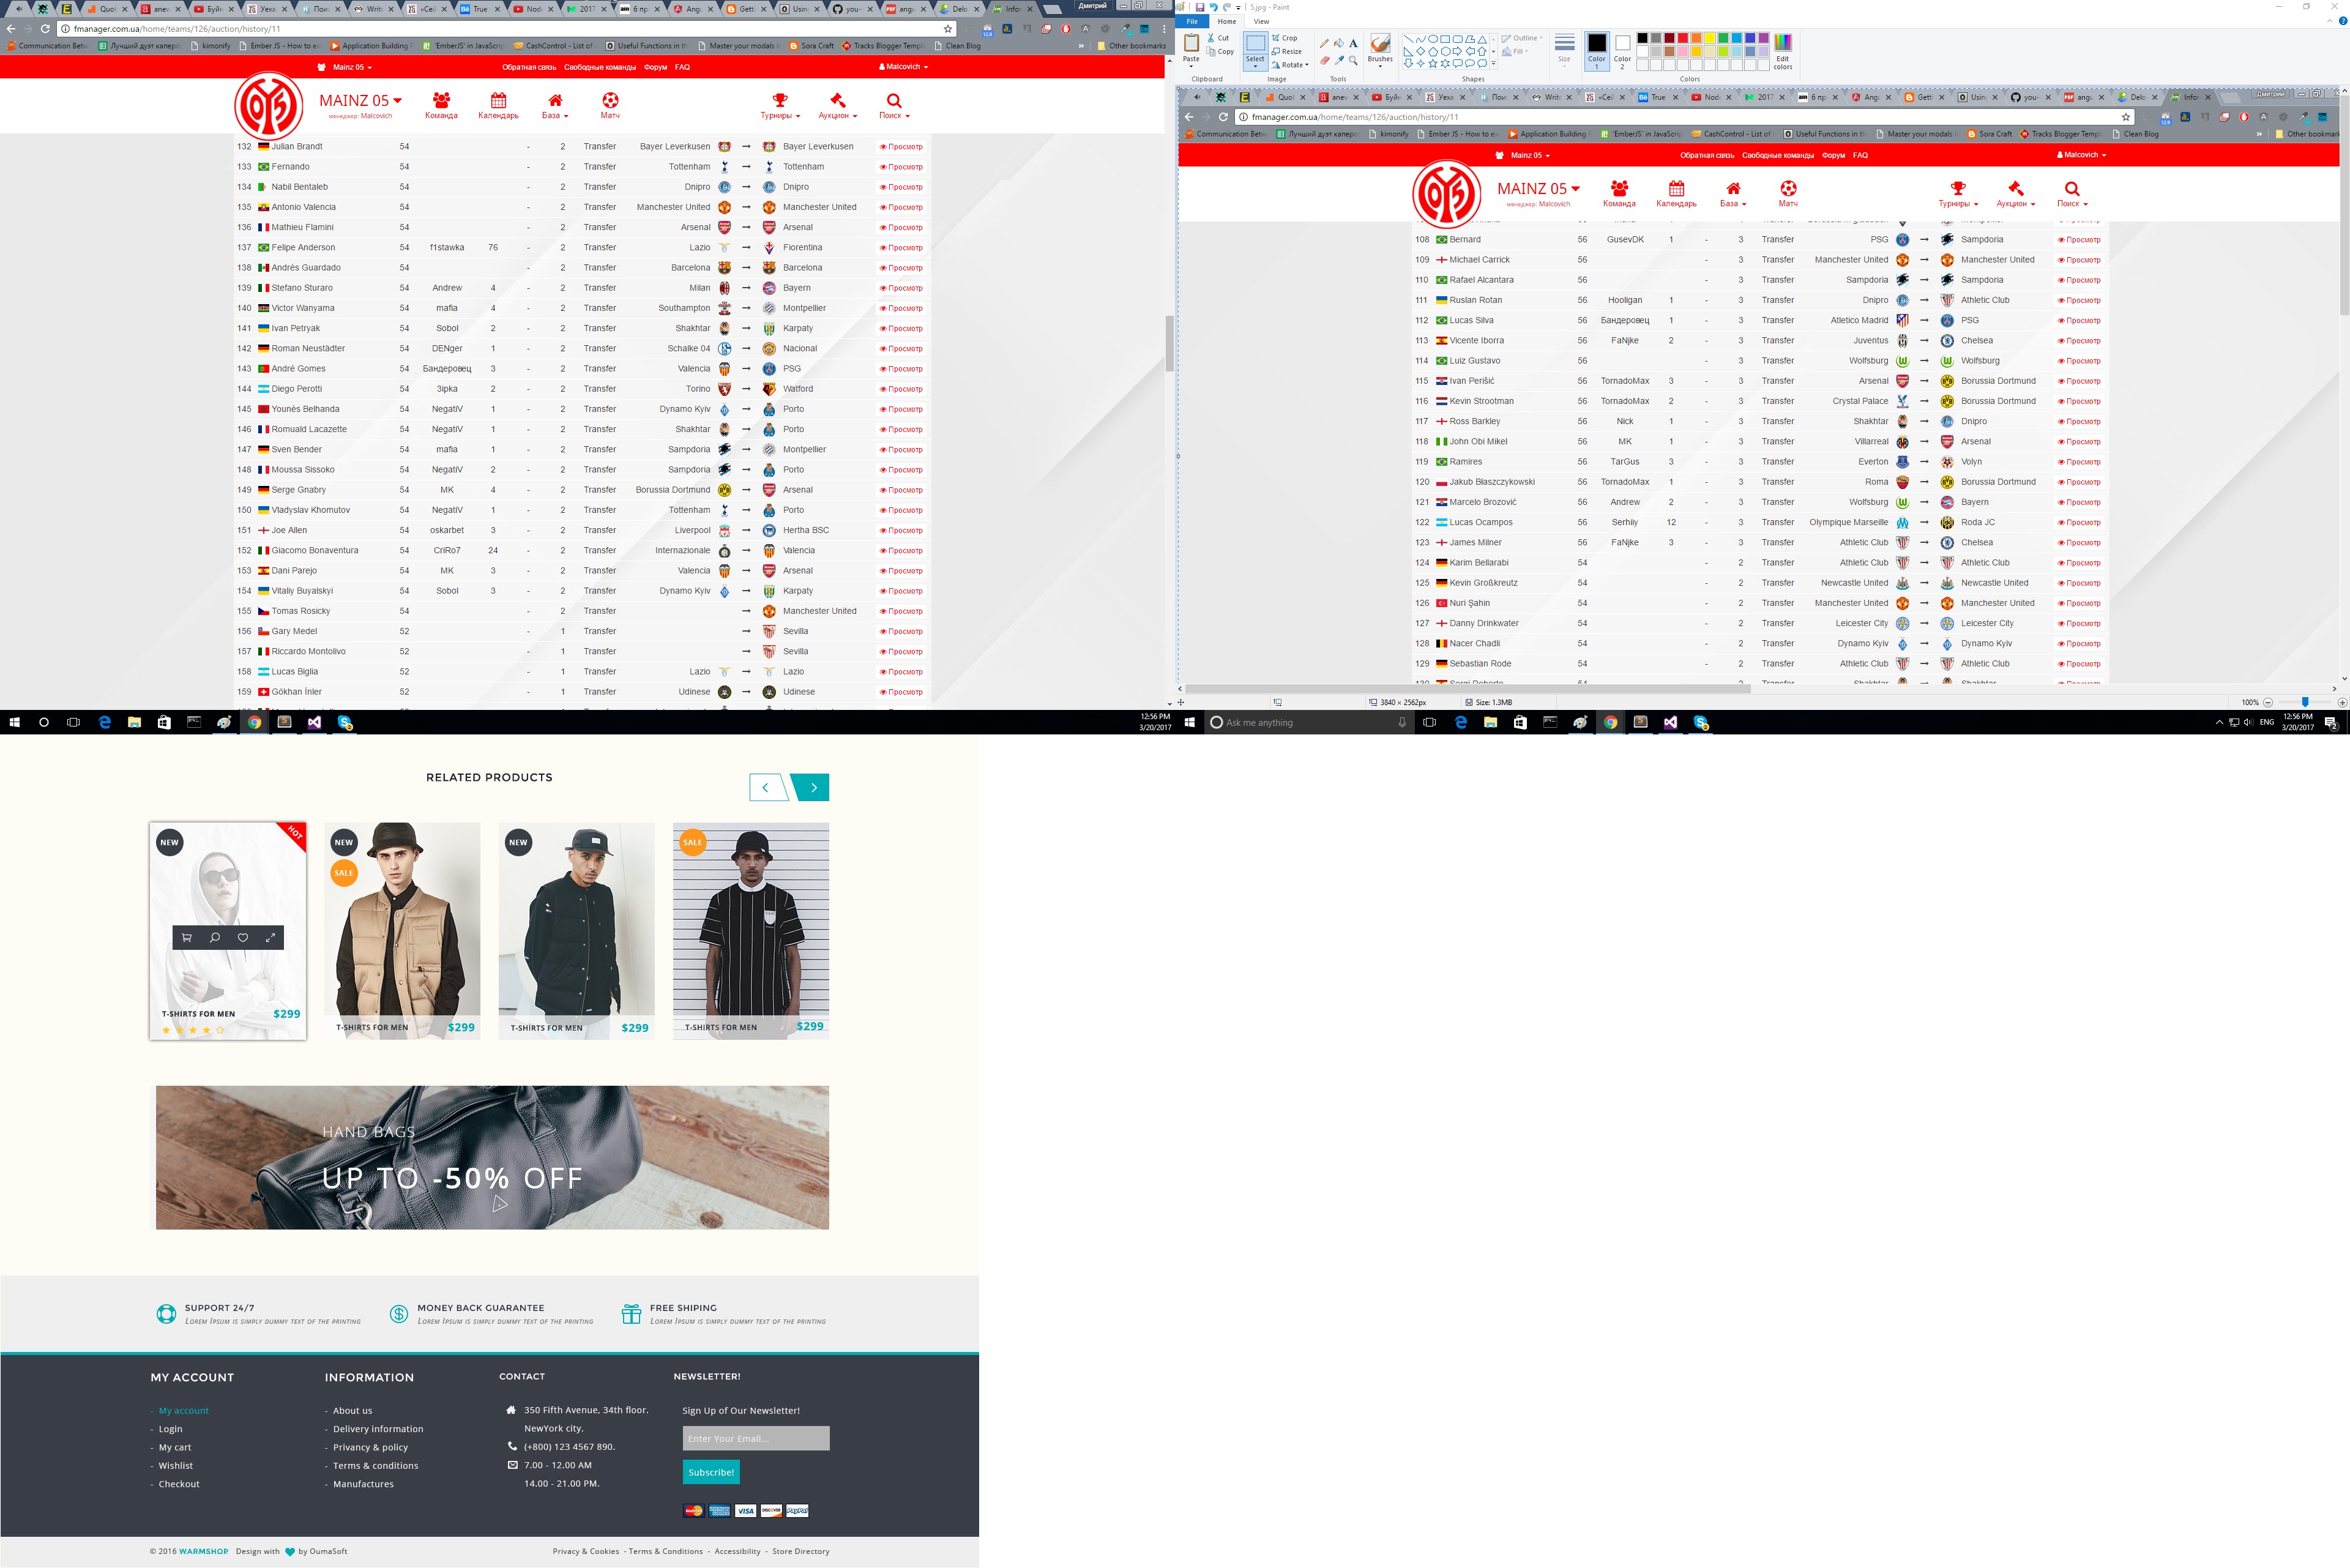 Дмитрий
fmanager.com.ua/home/teams/126/auction/history/11
Mainz 05
Обратная связь Свободные команды Форум FAQ
Malcovich
MAINZ 05
менеджер: Malcovich
Команда Календарь База Матч Турниры Аукцион Поиск
132 Julian Brandt 54 - 2 Transfer Bayer Leverkusen → Bayer Leverkusen Просмотр
133 Fernando 54 - 2 Transfer Tottenham → Tottenham Просмотр
134 Nabil Bentaleb 54 - 2 Transfer Dnipro → Dnipro Просмотр
135 Antonio Valencia 54 - 2 Transfer Manchester United → Manchester United Просмотр
136 Mathieu Flamini 54 - 2 Transfer Arsenal → Arsenal Просмотр
137 Felipe Anderson 54 f1stawka 76 - 2 Transfer Lazio → Fiorentina Просмотр
138 Andrés Guardado 54 - 2 Transfer Barcelona → Barcelona Просмотр
139 Stefano Sturaro 54 Andrew 4 - 2 Transfer Milan → Bayern Просмотр
140 Victor Wanyama 54 mafia 4 - 2 Transfer Southampton → Montpellier Просмотр
141 Ivan Petryak 54 Sobol 2 - 2 Transfer Shakhtar → Karpaty Просмотр
142 Roman Neustädter 54 DENger 1 - 2 Transfer Schalke 04 → Nacional Просмотр
143 André Gomes 54 Бандеровец 3 - 2 Transfer Valencia → PSG Просмотр
144 Diego Perotti 54 3ipka 2 - 2 Transfer Torino → Watford Просмотр
145 Younès Belhanda 54 NegatiV 1 - 2 Transfer Dynamo Kyiv → Porto Просмотр
146 Romuald Lacazette 54 NegatiV 1 - 2 Transfer Shakhtar → Porto Просмотр
147 Sven Bender 54 mafia 1 - 2 Transfer Sampdoria → Montpellier Просмотр
148 Moussa Sissoko 54 NegatiV 2 - 2 Transfer Sampdoria → Porto Просмотр
149 Serge Gnabry 54 MK 4 - 2 Transfer Borussia Dortmund → Arsenal Просмотр
150 Vladyslav Khomutov 54 NegatiV 1 - 2 Transfer Tottenham → Porto Просмотр
151 Joe Allen 54 oskarbet 3 - 2 Transfer Liverpool → Hertha BSC Просмотр
152 Giacomo Bonaventura 54 CriRo7 24 - 2 Transfer Internazionale → Valencia Просмотр
153 Dani Parejo 54 MK 3 - 2 Transfer Valencia → Arsenal Просмотр
154 Vitaliy Buyalskyi 54 Sobol 3 - 2 Transfer Dynamo Kyiv → Karpaty Просмотр
155 Tomas Rosicky 54 - 2 Transfer → Manchester United Просмотр
156 Gary Medel 52 - 1 Transfer → Sevilla Просмотр
157 Riccardo Montolivo 52 - 1 Transfer → Sevilla Просмотр
158 Lucas Biglia 52 - 1 Transfer Lazio → Lazio Просмотр
159 Gökhan İnler 52 - 1 Transfer Udinese → Udinese Просмотр
12:56 PM
3/20/2017
5.jpg - Paint
File Home View
Paste Cut Copy Clipboard
Select Crop Resize Rotate Image
Tools Brushes Shapes Outline Fill
Size Color 1 Color 2 Edit colors Colors
fmanager.com.ua/home/teams/126/auction/history/11
Mainz 05
Обратная связь Свободные команды Форум FAQ
Malcovich
MAINZ 05
менеджер: Malcovich
Команда Календарь База Матч Турниры Аукцион Поиск
108 Bernard 56 GusevDK 1 - 3 Transfer PSG → Sampdoria Просмотр
109 Michael Carrick 56 - 3 Transfer Manchester United → Manchester United Просмотр
110 Rafael Alcantara 56 - 3 Transfer Sampdoria → Sampdoria Просмотр
111 Ruslan Rotan 56 Hooligan 1 - 3 Transfer Dnipro → Athletic Club Просмотр
112 Lucas Silva 56 Бандеровец 1 - 3 Transfer Atletico Madrid → PSG Просмотр
113 Vicente Iborra 56 FaNjke 2 - 3 Transfer Juventus → Chelsea Просмотр
114 Luiz Gustavo 56 - 3 Transfer Wolfsburg → Wolfsburg Просмотр
115 Ivan Perišić 56 TornadoMax 3 - 3 Transfer Arsenal → Borussia Dortmund Просмотр
116 Kevin Strootman 56 TornadoMax 2 - 3 Transfer Crystal Palace → Borussia Dortmund Просмотр
117 Ross Barkley 56 Nick 1 - 3 Transfer Shakhtar → Dnipro Просмотр
118 John Obi Mikel 56 MK 1 - 3 Transfer Villarreal → Arsenal Просмотр
119 Ramires 56 TarGus 3 - 3 Transfer Everton → Volyn Просмотр
120 Jakub Błaszczykowski 56 TornadoMax 1 - 3 Transfer Roma → Borussia Dortmund Просмотр
121 Marcelo Brozović 56 Andrew 2 - 3 Transfer Wolfsburg → Bayern Просмотр
122 Lucas Ocampos 56 Serhiiy 12 - 3 Transfer Olympique Marseille → Roda JC Просмотр
123 James Milner 56 FaNjke 3 - 3 Transfer Athletic Club → Chelsea Просмотр
124 Karim Bellarabi 54 - 2 Transfer Athletic Club → Athletic Club Просмотр
125 Kevin Großkreutz 54 - 2 Transfer Newcastle United → Newcastle United Просмотр
126 Nuri Şahin 54 - 2 Transfer Manchester United → Manchester United Просмотр
127 Danny Drinkwater 54 - 2 Transfer Leicester City → Leicester City Просмотр
128 Nacer Chadli 54 - 2 Transfer Dynamo Kyiv → Dynamo Kyiv Просмотр
129 Sebastian Rode 54 - 2 Transfer Athletic Club → Athletic Club Просмотр
3840 × 2562px Size: 1.3MB 100%
Ask me anything
ENG
12:56 PM
3/20/2017
RELATED PRODUCTS
NEW HOT
NEW SALE
NEW
SALE
T-SHIRTS FOR MEN $299
T-SHIRTS FOR MEN $299
T-SHIRTS FOR MEN $299
T-SHIRTS FOR MEN $299
HAND BAGS
UP TO -50% OFF
SUPPORT 24/7
Lorem Ipsum is simply dummy text of the printing
MONEY BACK GUARANTEE
Lorem Ipsum is simply dummy text of the printing
FREE SHIPING
Lorem Ipsum is simply dummy text of the printing
MY ACCOUNT
- My account
- Login
- My cart
- Wishlist
- Checkout
INFORMATION
- About us
- Delivery information
- Privancy & policy
- Terms & conditions
- Manufactures
CONTACT
350 Fifth Avenue, 34th floor.
NewYork city.
(+800) 123 4567 890.
7.00 - 12.00 AM
14.00 - 21.00 PM.
NEWSLETTER!
Sign Up of Our Newsletter!
Enter Your Email...
Subscribe!
VISA DISCOVER PayPal
© 2016 WARMSHOP Design with by OumaSoft
Privacy & Cookies - Terms & Conditions - Accessibility - Store Directory